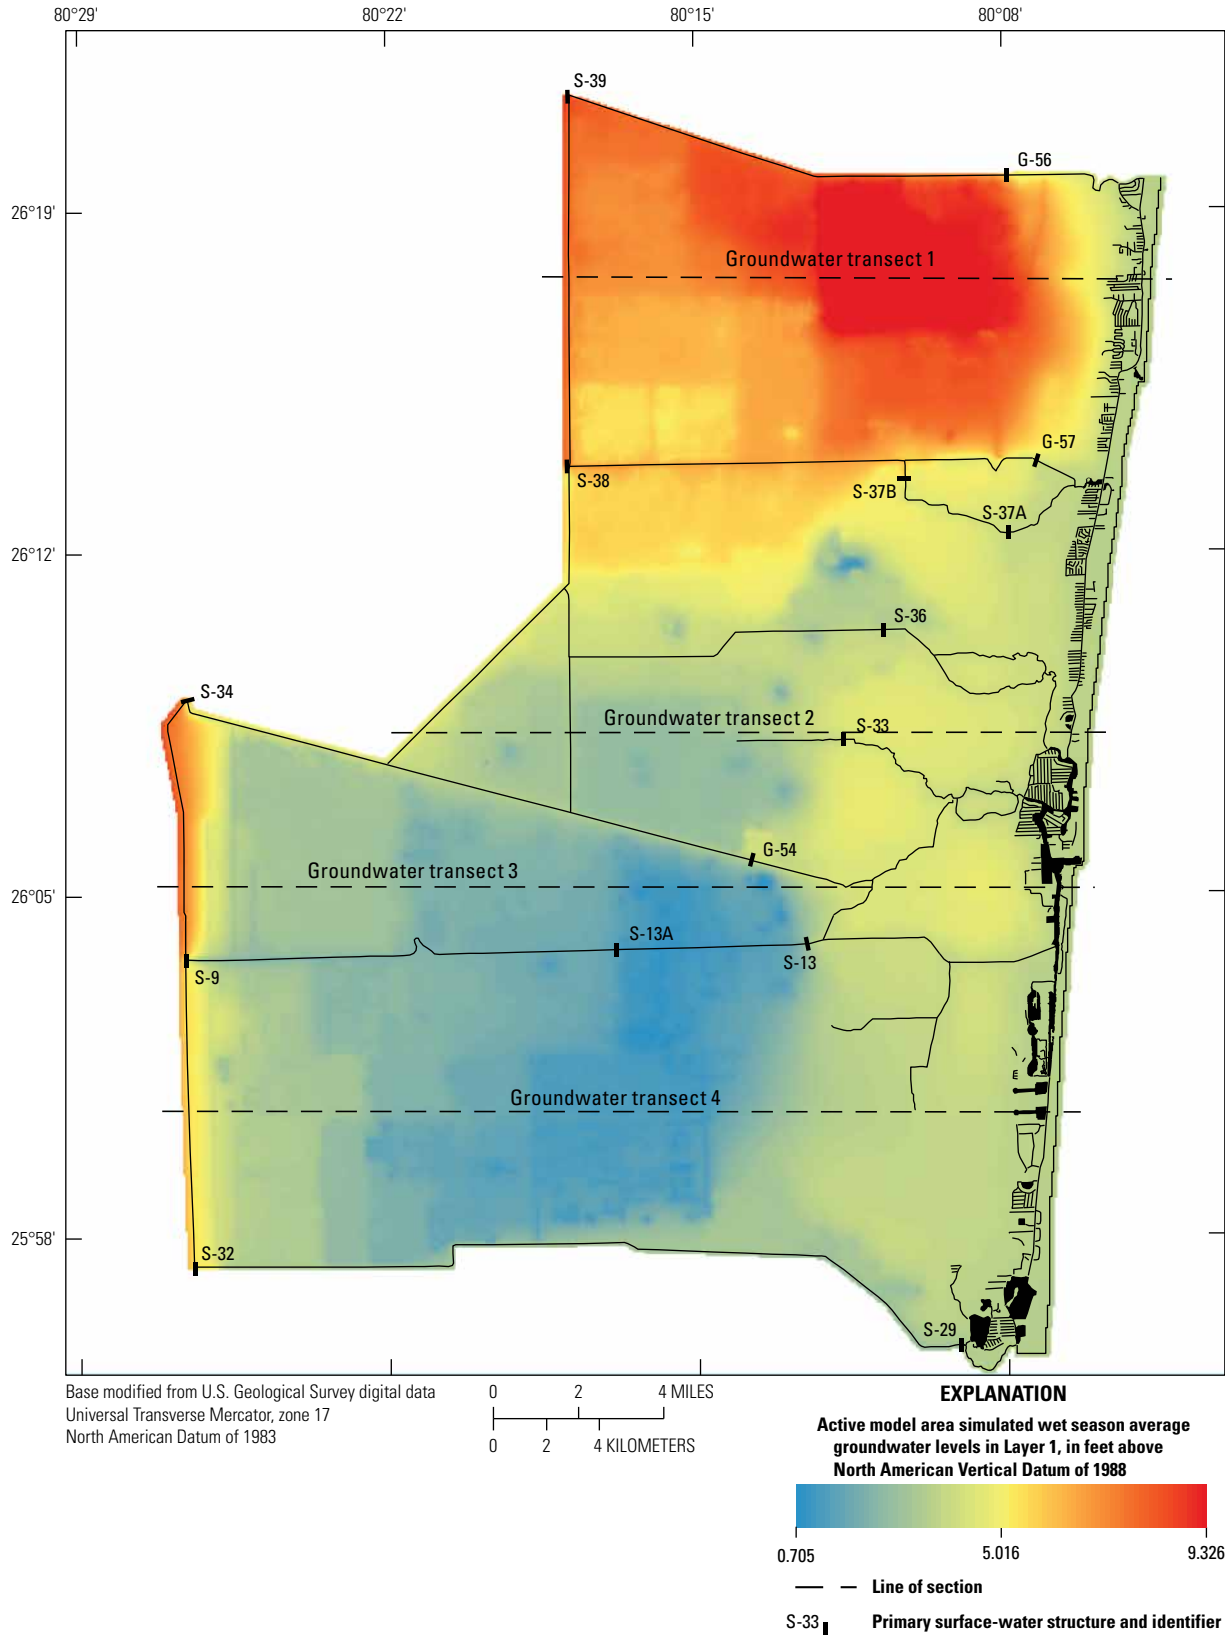 80°29'
80°22'
80°15'
80°08'
S-39
G-56
26°19'
Groundwater transect 1
G-57
S-38
S-37B
S-37A
26°12'
S-36
S-34
Groundwater transect 2
S-33
G-54
Groundwater transect 3
26°05'
S-13A
S-13
S-9
Groundwater transect 4
25°58'
S-32
S-29
Base modified from U.S. Geological Survey digital data
Universal Transverse Mercator, zone 17
North American Datum of 1983
0 2 4 MILES
0 2 4 KILOMETERS
EXPLANATION
Active model area simulated wet season average
groundwater levels in Layer 1, in feet above
North American Vertical Datum of 1988
0.705 5.016 9.326
Line of section
S-33 Primary surface-water structure and identifier